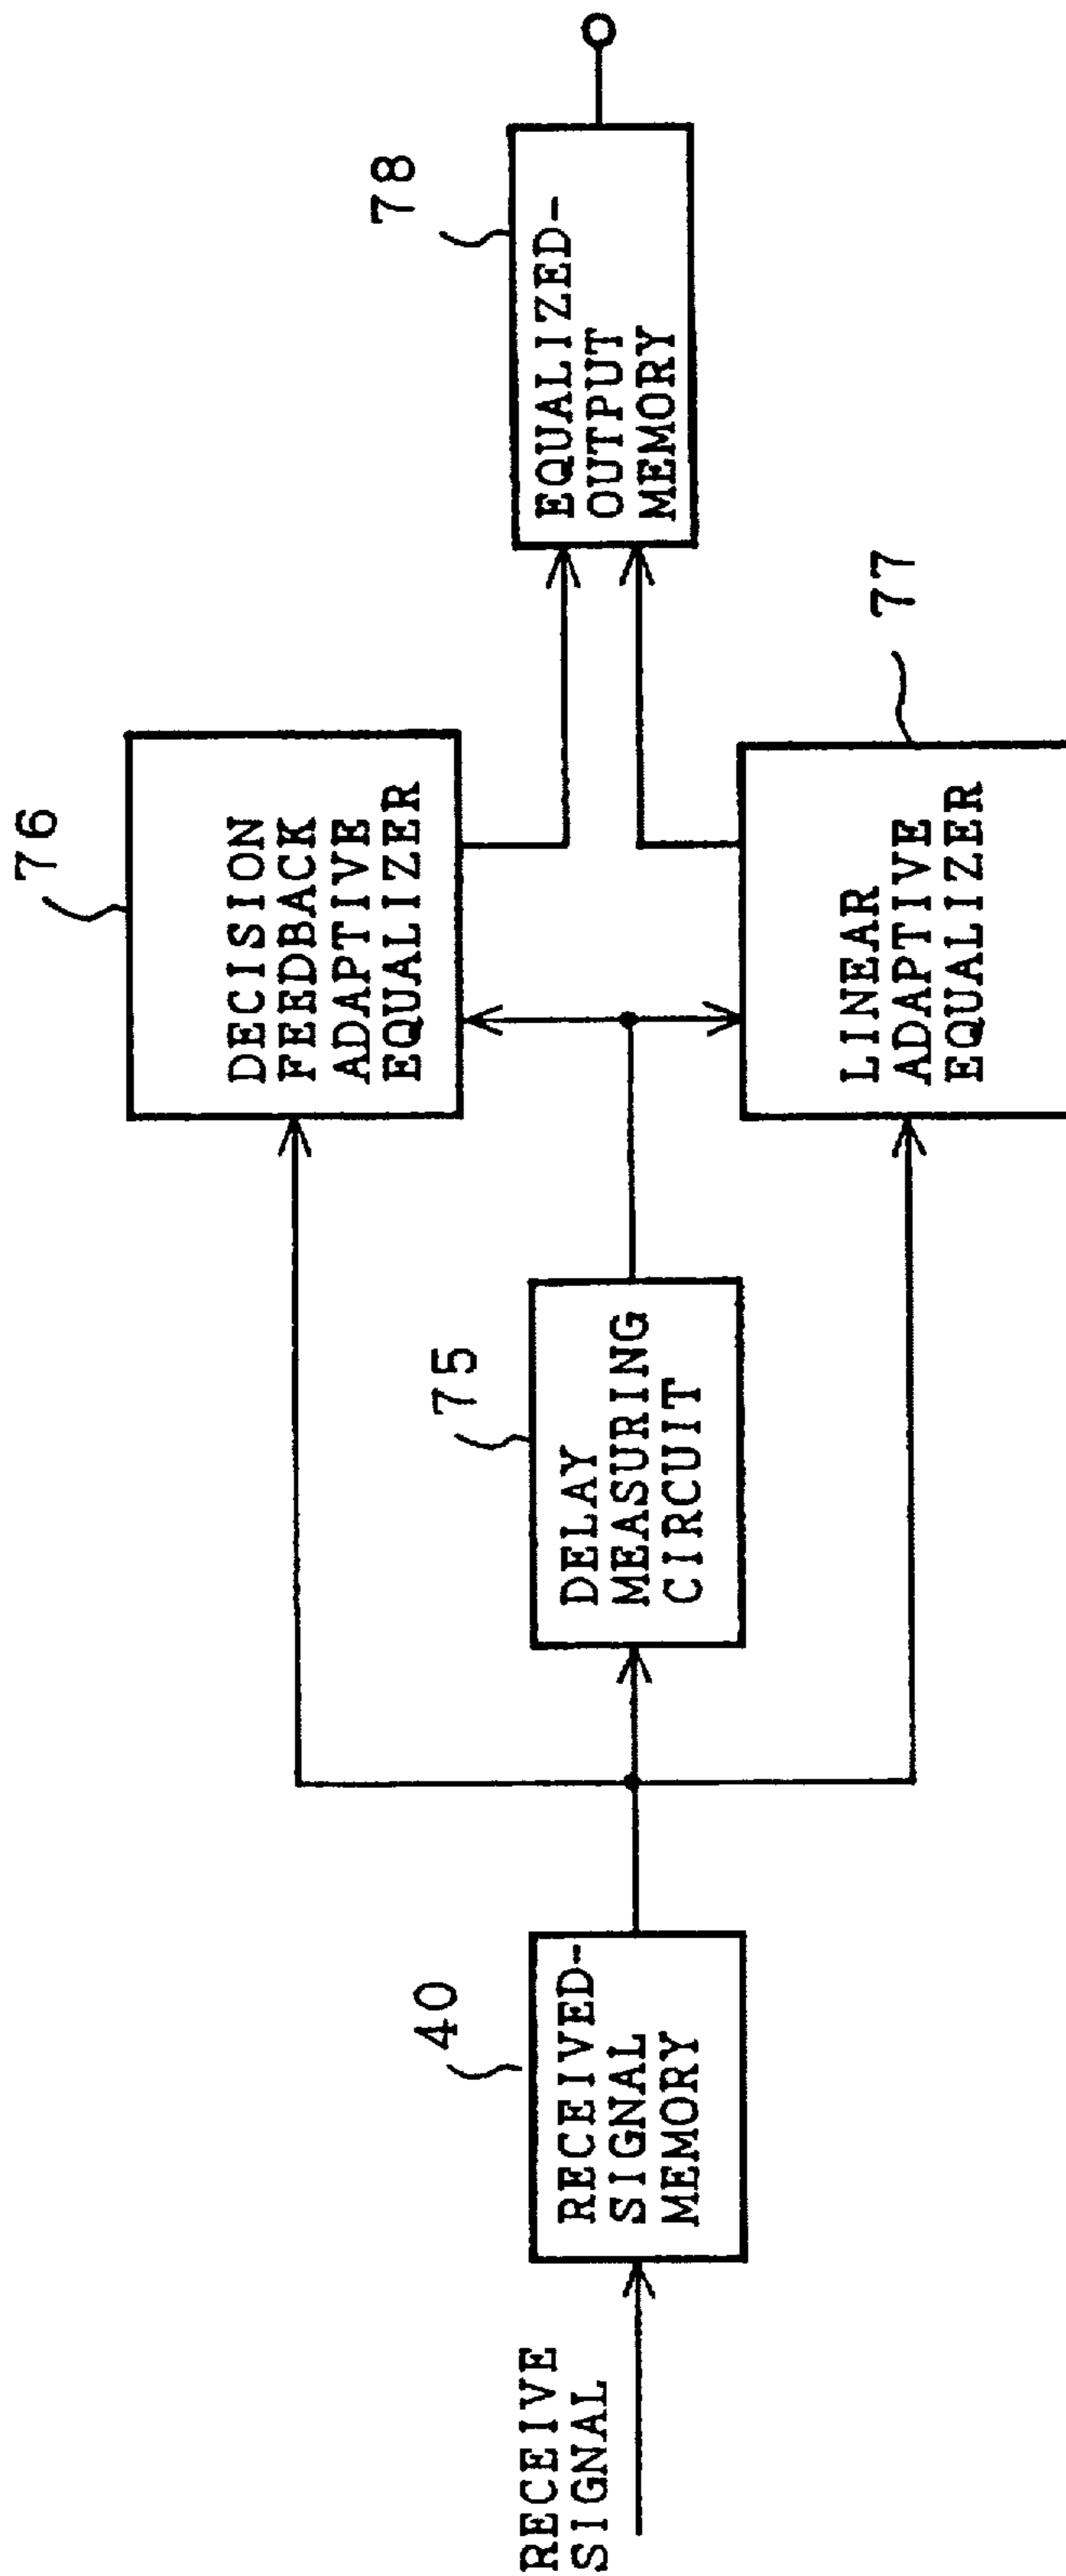 RECEIVE
SIGNAL
40
RECEIVED-
SIGNAL
MEMORY
75
DELAY
MEASURING
CIRCUIT
76
DECISION
FEEDBACK
ADAPTIVE
EQUALIZER
77
LINEAR
ADAPTIVE
EQUALIZER
78
EQUALIZED-
OUTPUT
MEMORY